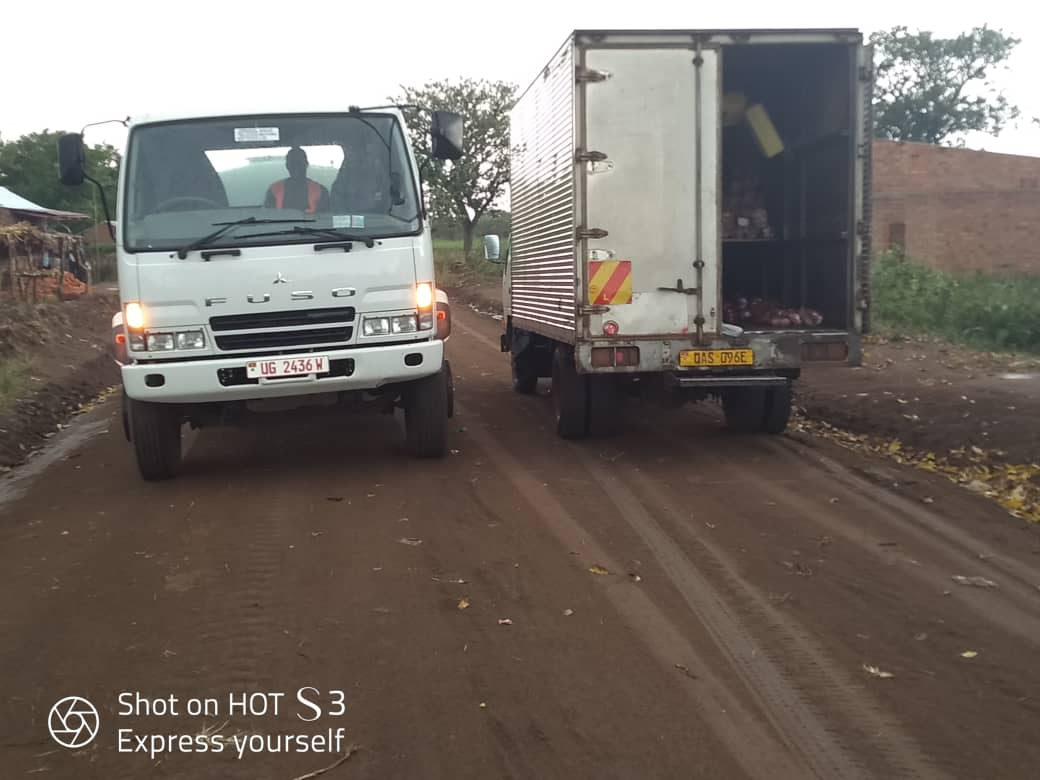 FUSO
UG 2436W
UAS 096E
L
Shot on HOT S3
Express yourself